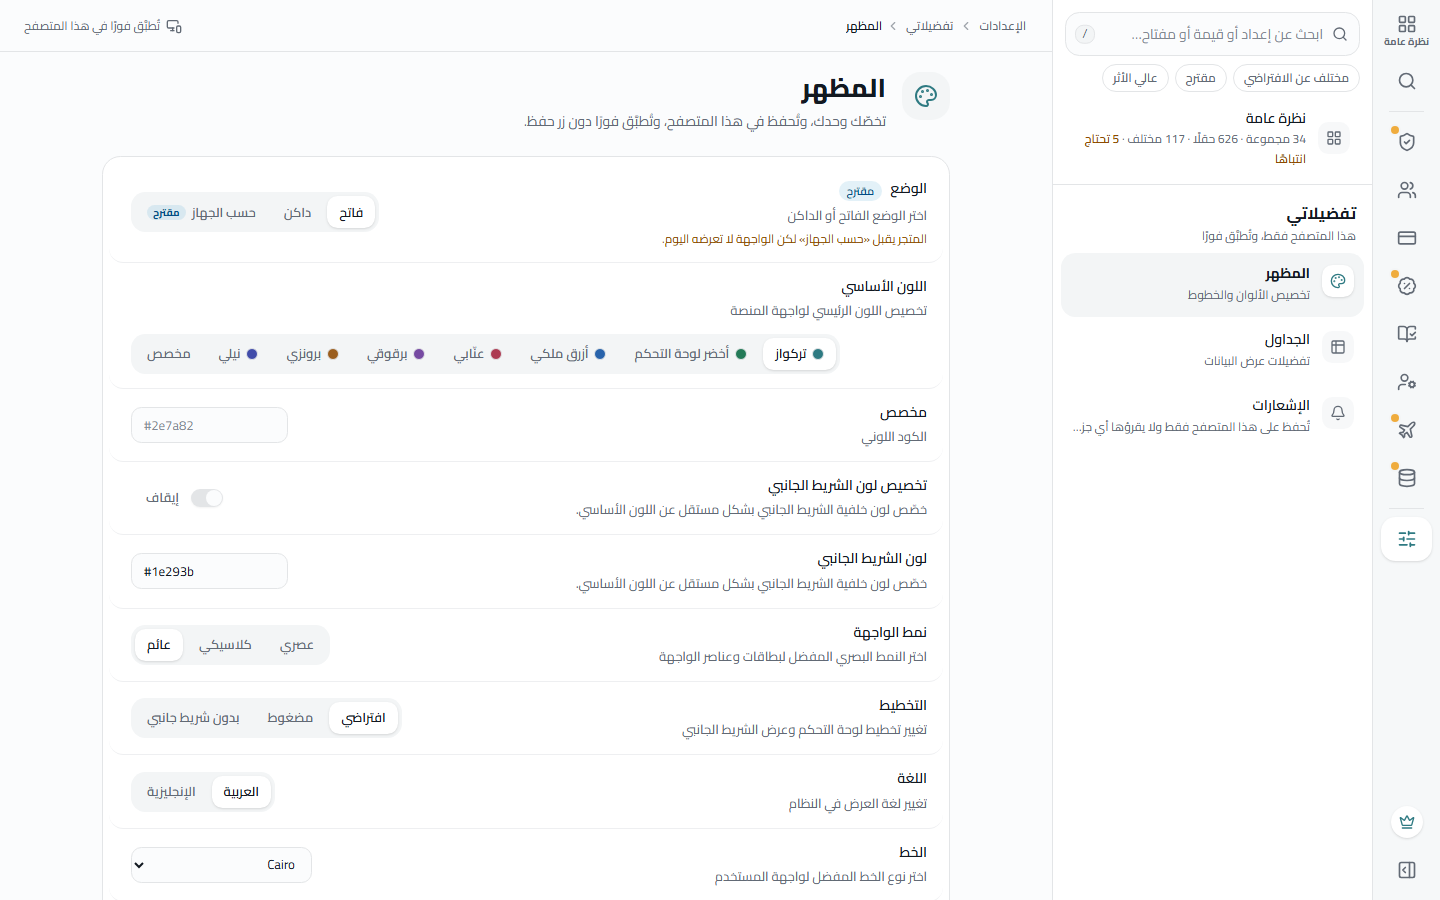 نظرة عامة
ابحث عن إعداد أو قيمة أو مفتاح...
/
مختلف عن الافتراضي
مقترح
عالي الأثر
نظرة عامة
34 مجموعة · 626 حقلًا · 117 مختلف · 5 تحتاج
انتباهًا
تفضيلاتي
هذا المتصفح فقط، وتُطبَّق فورًا
المظهر
تخصيص الألوان والخطوط
الجداول
تفضيلات عرض البيانات
الإشعارات
تُحفظ على هذا المتصفح فقط ولا يقرؤها أي جز...
الإعدادات
تفضيلاتي
المظهر
تُطبَّق فورًا في هذا المتصفح
المظهر
تخصّك وحدك، وتُحفظ في هذا المتصفح، وتُطبَّق فورًا دون زر حفظ.
الوضع مقترح
اختر الوضع الفاتح أو الداكن
المتجر يقبل «حسب الجهاز» لكن الواجهة لا تعرضه اليوم.
فاتح
داكن
حسب الجهاز مقترح
اللون الأساسي
تخصيص اللون الرئيسي لواجهة المنصة
تركواز
أخضر لوحة التحكم
أزرق ملكي
عنّابي
برقوقي
برونزي
نيلي
مخصص
مخصص
الكود اللوني
#2e7a82
تخصيص لون الشريط الجانبي
خصّص لون خلفية الشريط الجانبي بشكل مستقل عن اللون الأساسي.
إيقاف
لون الشريط الجانبي
خصّص لون خلفية الشريط الجانبي بشكل مستقل عن اللون الأساسي.
#1e293b
نمط الواجهة
اختر النمط البصري المفضل لبطاقات وعناصر الواجهة
عصري
كلاسيكي
عائم
التخطيط
تغيير تخطيط لوحة التحكم وعرض الشريط الجانبي
افتراضي
مضغوط
بدون شريط جانبي
اللغة
تغيير لغة العرض في النظام
العربية
الإنجليزية
الخط
اختر نوع الخط المفضل لواجهة المستخدم
Cairo